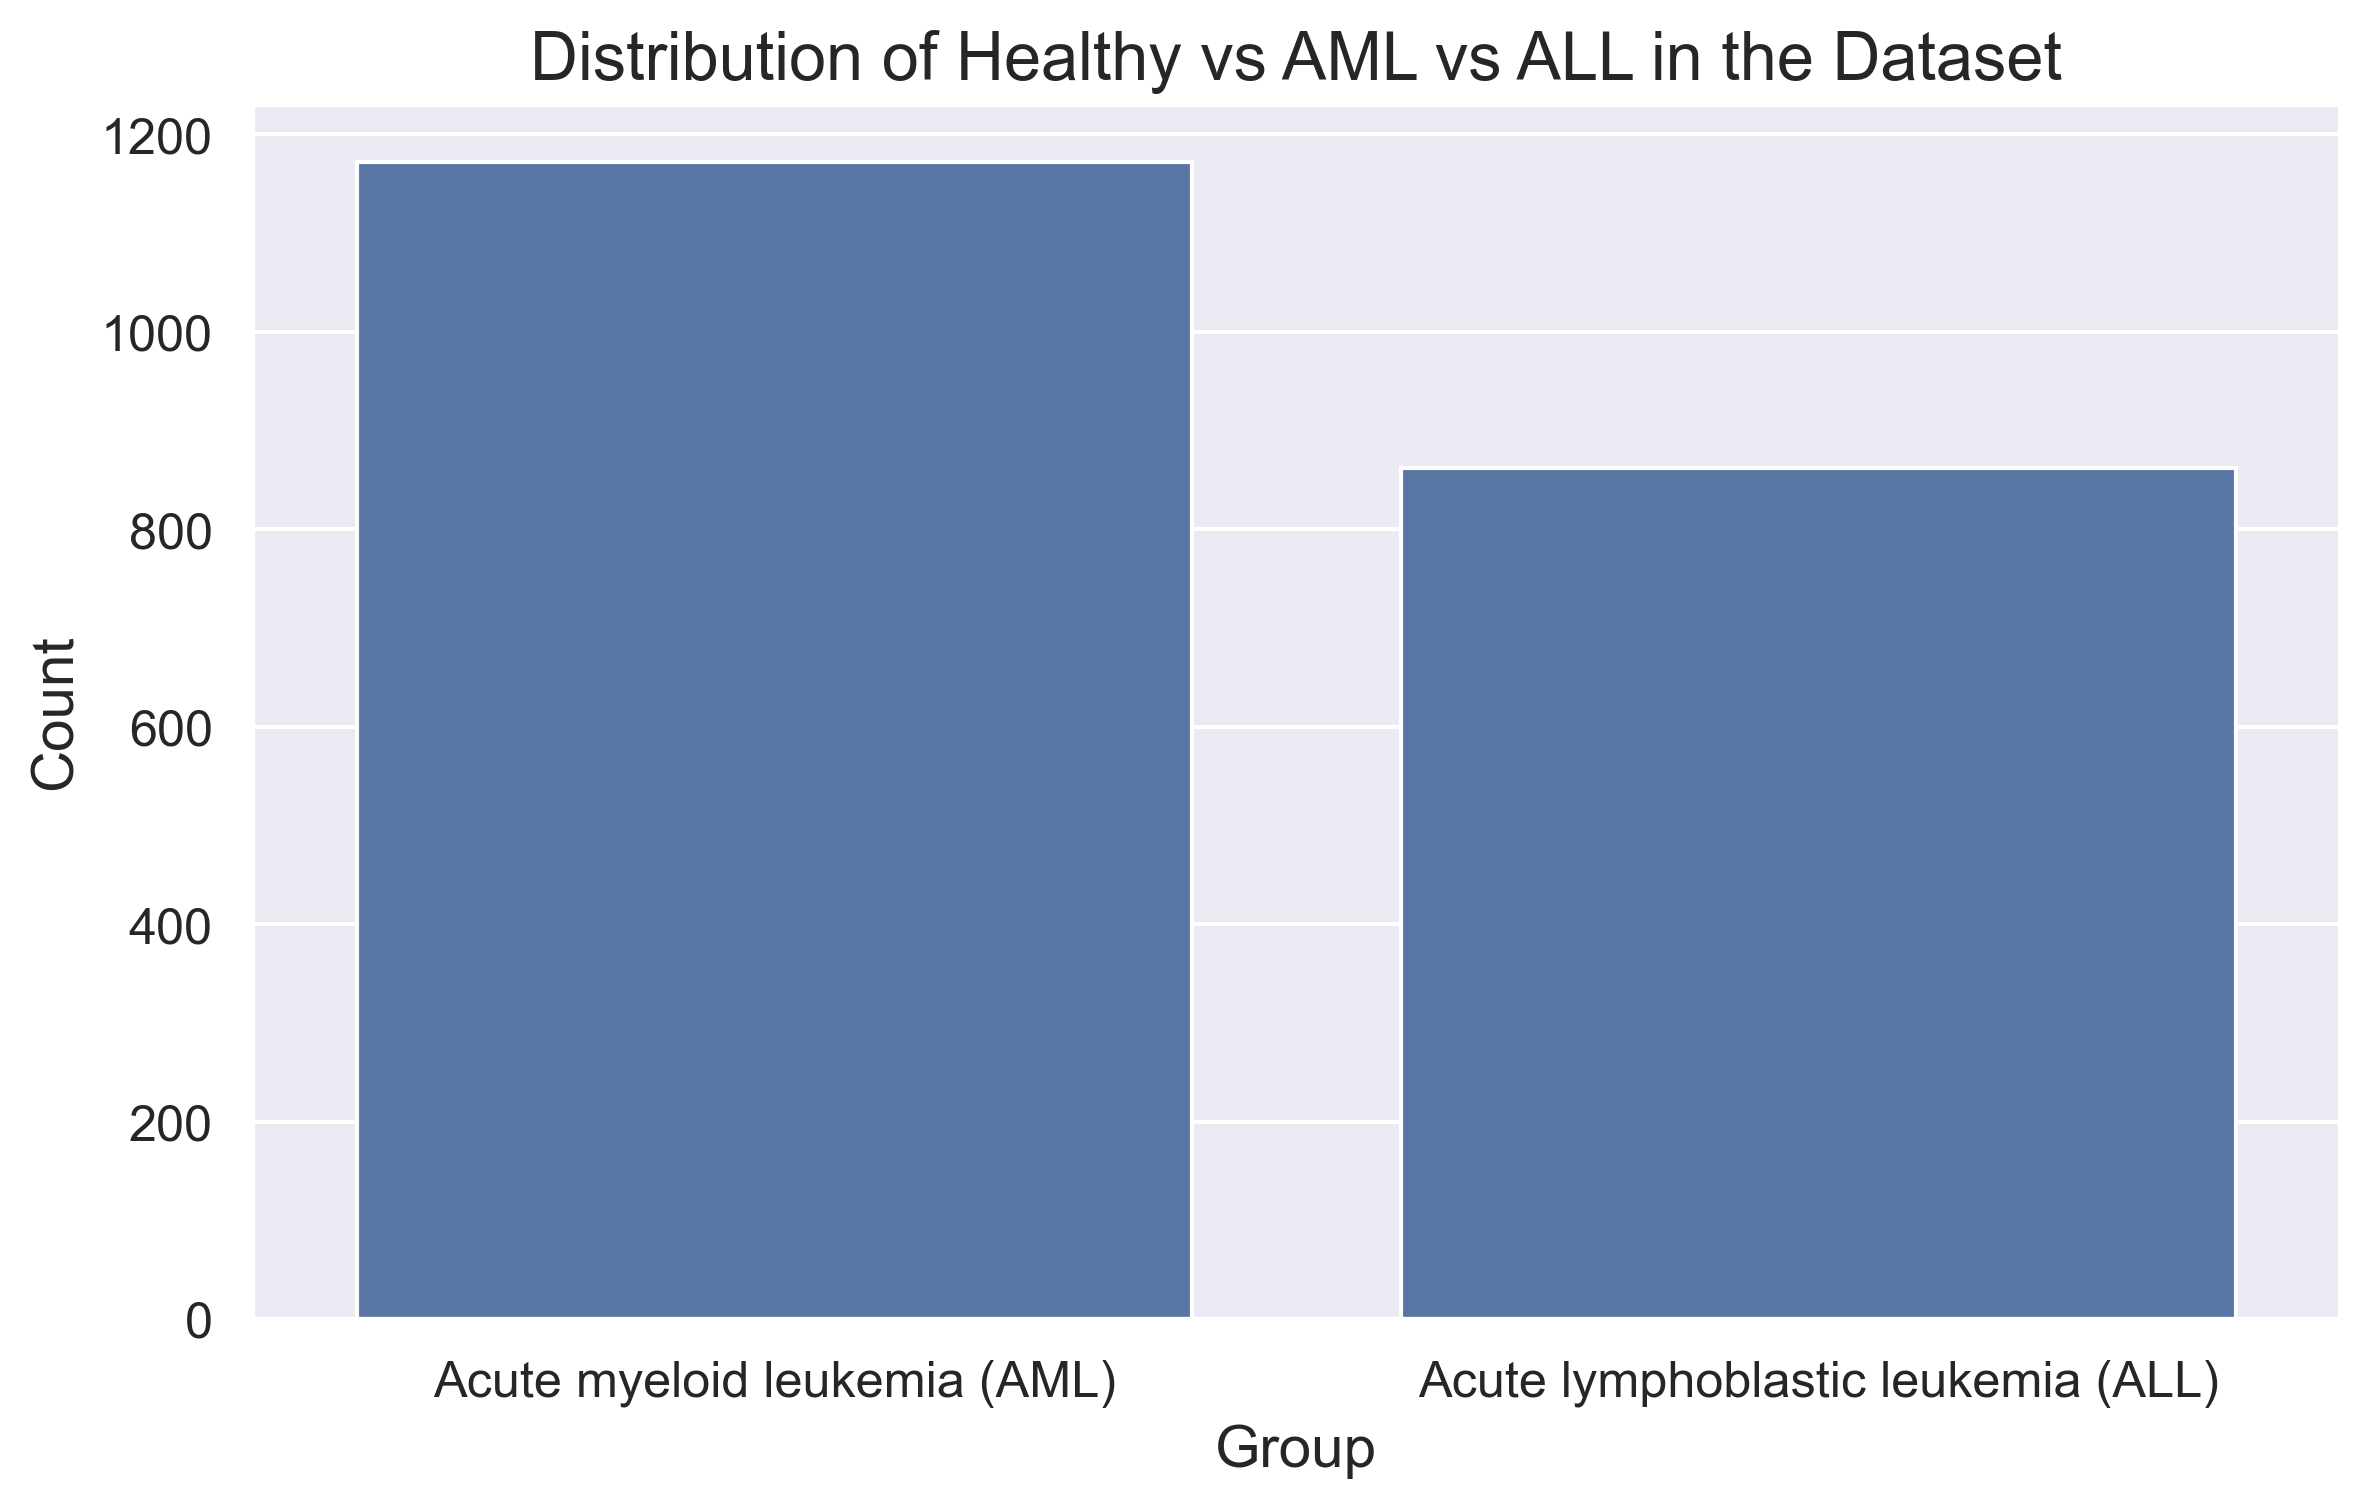 Distribution of Healthy vs AML vs ALL in the Dataset
1200
1000
800
600
400
200
0
Count
Acute myeloid leukemia (AML)
Acute lymphoblastic leukemia (ALL)
Group